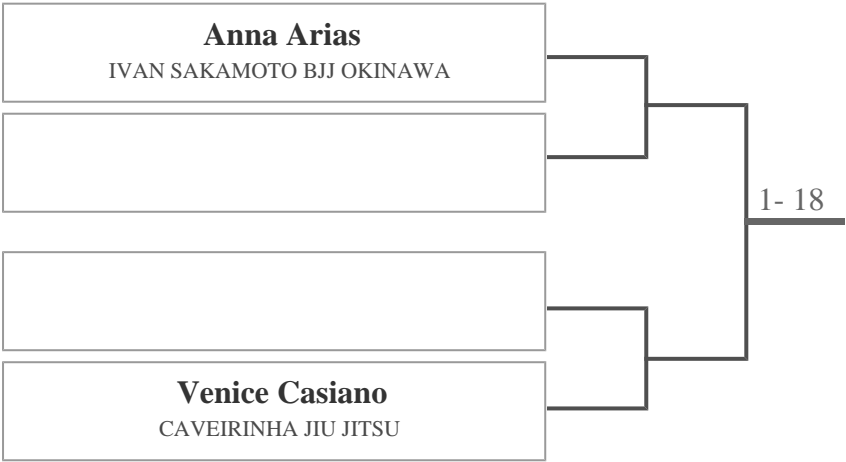 Anna Arias
IVAN SAKAMOTO BJJ OKINAWA
1- 18
Venice Casiano
CAVEIRINHA JIU JITSU